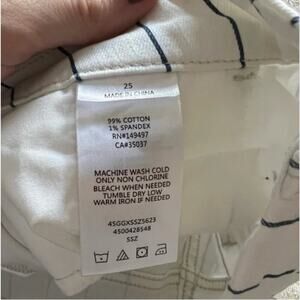 25
MADE IN CHINA
99% COTTON
1% SPANDEX
RN#149497
CA#35037
MACHINE WASH COLD
ONLY NON CHLORINE
BLEACH WHEN NEEDED
TUMBLE DRY LOW
WARM IRON IF NEEDED
4SGGXSSZS623
4500428548
SSZ